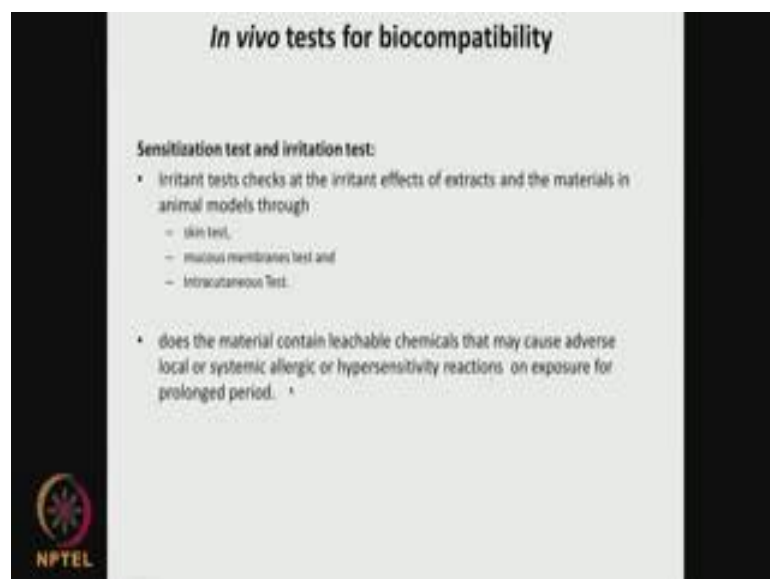 In vivo tests for biocompatibility
Sensitization test and irritation test:
• Irritant tests checks at the irritant effects of extracts and the materials in
animal models through
– skin test,
– mucous membranes test and
– Intracutaneous Test.
• does the material contain leachable chemicals that may cause adverse
local or systemic allergic or hypersensitivity reactions on exposure for
prolonged period.
NPTEL